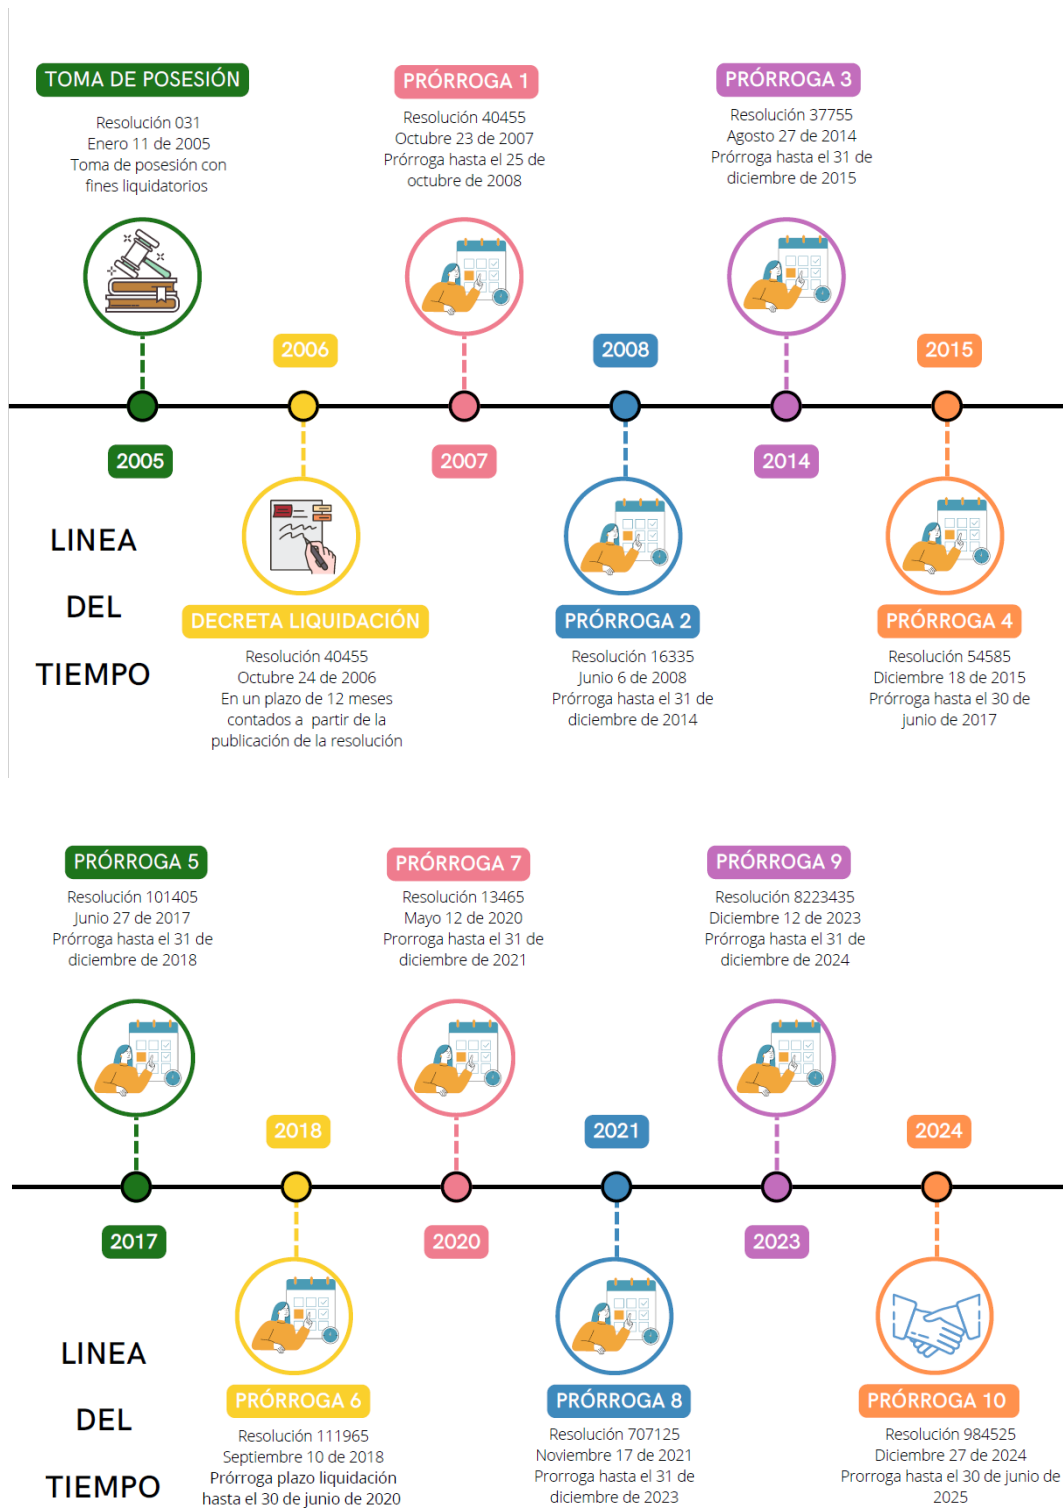 TOMA DE POSESIÓN
Resolución 031
Enero 11 de 2005
Toma de posesión con
fines liquidatorios
PRÓRROGA 1
Resolución 40455
Octubre 23 de 2007
Prórroga hasta el 25 de
octubre de 2008
PRÓRROGA 3
Resolución 37755
Agosto 27 de 2014
Prórroga hasta el 31 de
diciembre de 2015
2006
2008
2015
2005
2007
2014
LINEA
DEL
TIEMPO
DECRETA LIQUIDACIÓN
Resolución 40455
Octubre 24 de 2006
En un plazo de 12 meses
contados a partir de la
publicación de la resolución
PRÓRROGA 2
Resolución 16335
Junio 6 de 2008
Prórroga hasta el 31 de
diciembre de 2014
PRÓRROGA 4
Resolución 54585
Diciembre 18 de 2015
Prórroga hasta el 30 de
junio de 2017
PRÓRROGA 5
Resolución 101405
Junio 27 de 2017
Prórroga hasta el 31 de
diciembre de 2018
PRÓRROGA 7
Resolución 13465
Mayo 12 de 2020
Prorroga hasta el 31 de
diciembre de 2021
PRÓRROGA 9
Resolución 8223435
Diciembre 12 de 2023
Prórroga hasta el 31 de
diciembre de 2024
2018
2021
2024
2017
2020
2023
LINEA
DEL
TIEMPO
PRÓRROGA 6
Resolución 111965
Septiembre 10 de 2018
Prórroga plazo liquidación
hasta el 30 de junio de 2020
PRÓRROGA 8
Resolución 707125
Noviembre 17 de 2021
Prorroga hasta el 31 de
diciembre de 2023
PRÓRROGA 10
Resolución 984525
Diciembre 27 de 2024
Prorroga hasta el 30 de junio de
2025